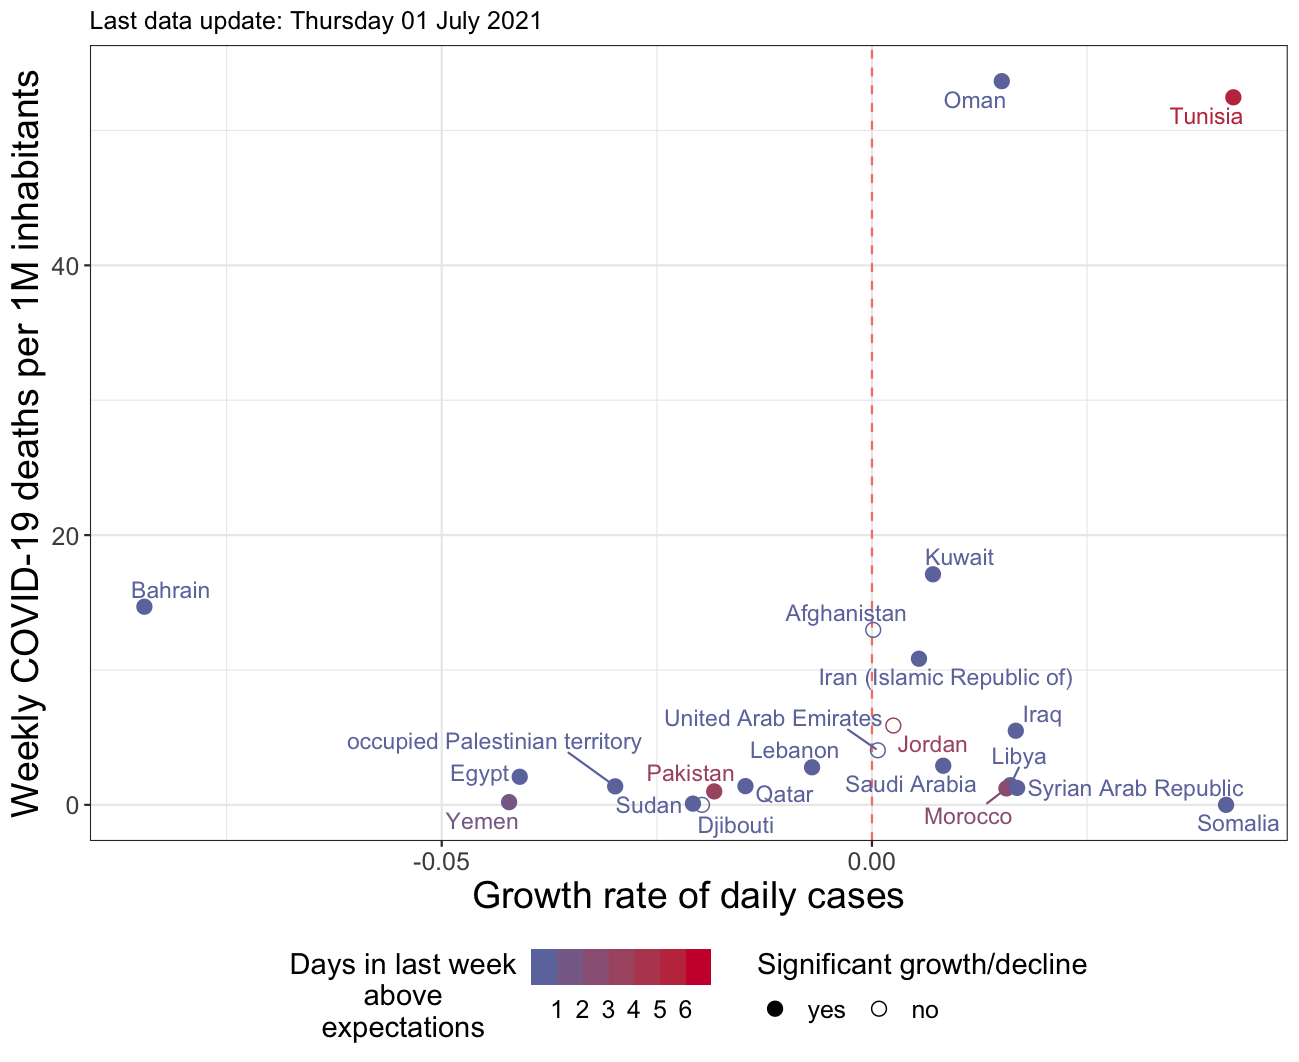 Last data update: Thursday 01 July 2021
Weekly COVID-19 deaths per 1M inhabitants
40
20
0
Oman
Tunisia
Kuwait
Bahrain
Afghanistan
Iran (Islamic Republic of)
Iraq
United Arab Emirates
occupied Palestinian territory
Jordan
Lebanon
Libya
Egypt
Pakistan
Saudi Arabia
Qatar
Syrian Arab Republic
Sudan
Yemen
Djibouti
Morocco
Somalia
-0.05
0.00
Growth rate of daily cases
Days in last week
above
expectations
1 2 3 4 5 6
Significant growth/decline
yes no